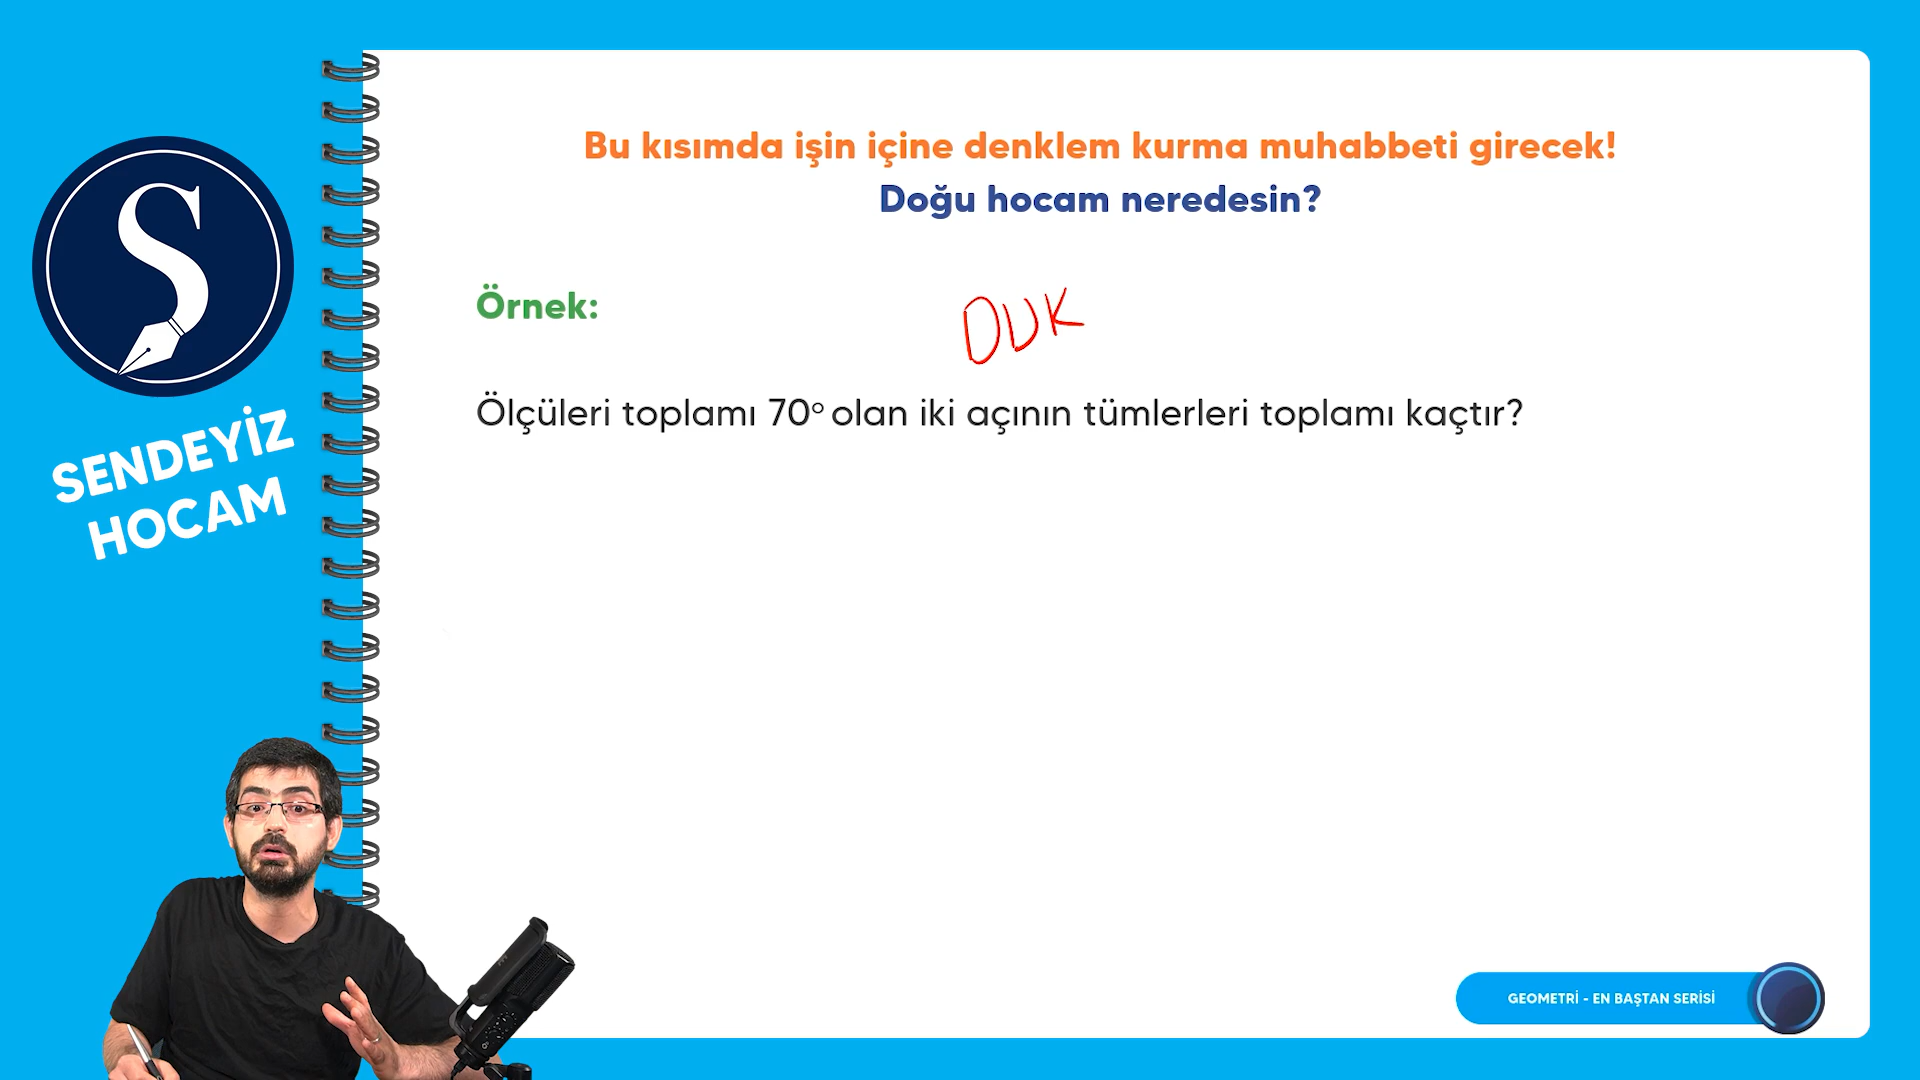 SENDEYİZ
HOCAM
Bu kısımda işin içine denklem kurma muhabbeti girecek!
Doğu hocam neredesin?
Örnek:
DUK
Ölçüleri toplamı 70° olan iki açının tümlerleri toplamı kaçtır?
GEOMETRİ - EN BAŞTAN SERİSİ